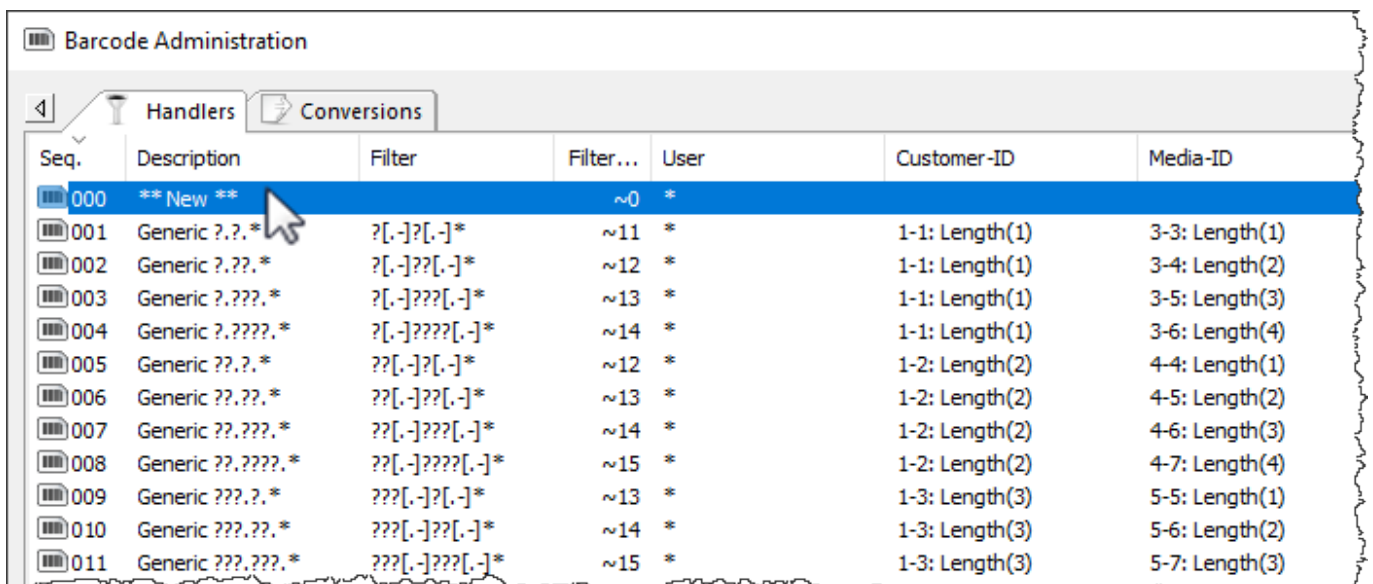 Barcode Administration
Handlers Conversions
Seq. Description Filter Filter... User Customer-ID Media-ID
000 ** New ** ~0 *
001 Generic ?.?.* ?[.-]?[.-]* ~11 * 1-1: Length(1) 3-3: Length(1)
002 Generic ?.??.* ?[.-]??[.-]* ~12 * 1-1: Length(1) 3-4: Length(2)
003 Generic ?.???.* ?[.-]???[.-]* ~13 * 1-1: Length(1) 3-5: Length(3)
004 Generic ?.????.* ?[.-]????[.-]* ~14 * 1-1: Length(1) 3-6: Length(4)
005 Generic ??.?.* ??[.-]?[.-]* ~12 * 1-2: Length(2) 4-4: Length(1)
006 Generic ??.??.* ??[.-]??[.-]* ~13 * 1-2: Length(2) 4-5: Length(2)
007 Generic ??.???.* ??[.-]???[.-]* ~14 * 1-2: Length(2) 4-6: Length(3)
008 Generic ??.????.* ??[.-]????[.-]* ~15 * 1-2: Length(2) 4-7: Length(4)
009 Generic ???.?.* ???[.-]?[.-]* ~13 * 1-3: Length(3) 5-5: Length(1)
010 Generic ???.??.* ???[.-]??[.-]* ~14 * 1-3: Length(3) 5-6: Length(2)
011 Generic ???.???.* ???[.-]???[.-]* ~15 * 1-3: Length(3) 5-7: Length(3)